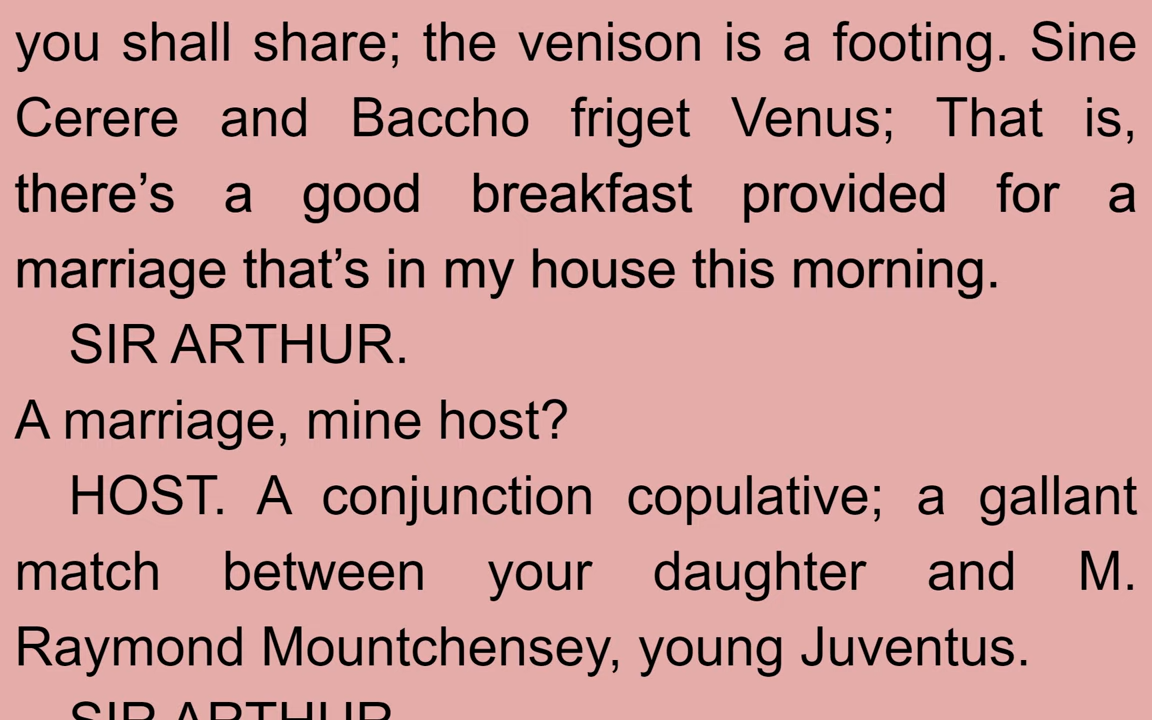 you shall share; the venison is a footing. Sine
Cerere and Baccho friget Venus; That is,
there’s a good breakfast provided for a
marriage that’s in my house this morning.
SIR ARTHUR.
A marriage, mine host?
HOST. A conjunction copulative; a gallant
match between your daughter and M.
Raymond Mountchensey, young Juventus.
SIR ARTHUR